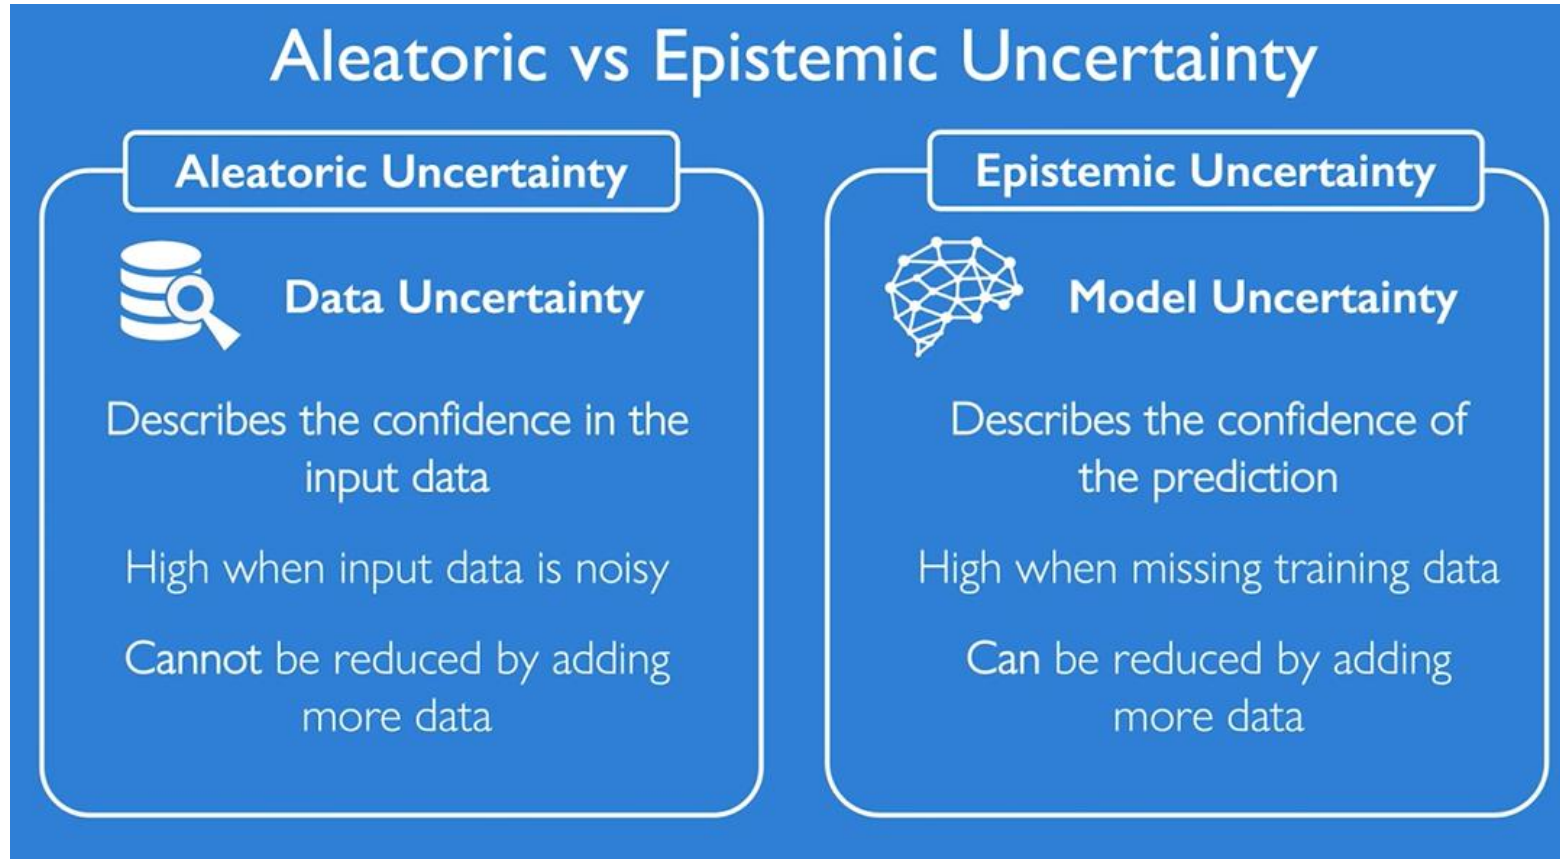 Aleatoric vs Epistemic Uncertainty
Aleatoric Uncertainty
Data Uncertainty
Describes the confidence in the
input data
High when input data is noisy
Cannot be reduced by adding
more data
Epistemic Uncertainty
Model Uncertainty
Describes the confidence of
the prediction
High when missing training data
Can be reduced by adding
more data